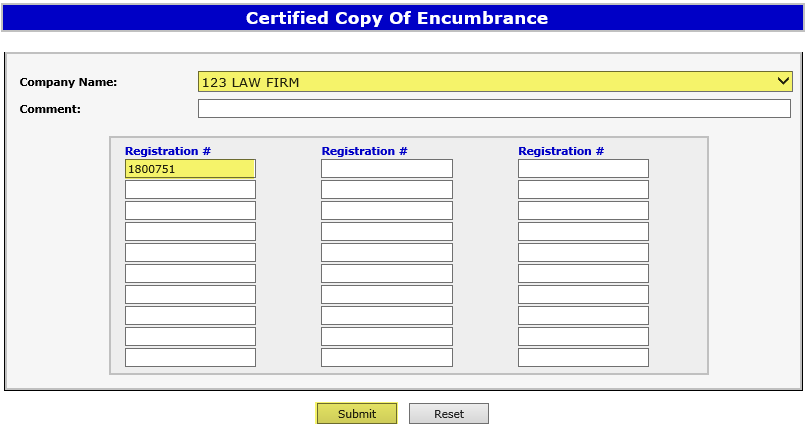 Certified Copy Of Encumbrance
Company Name: 123 LAW FIRM
Comment:
Registration # Registration # Registration #
1800751
Submit Reset